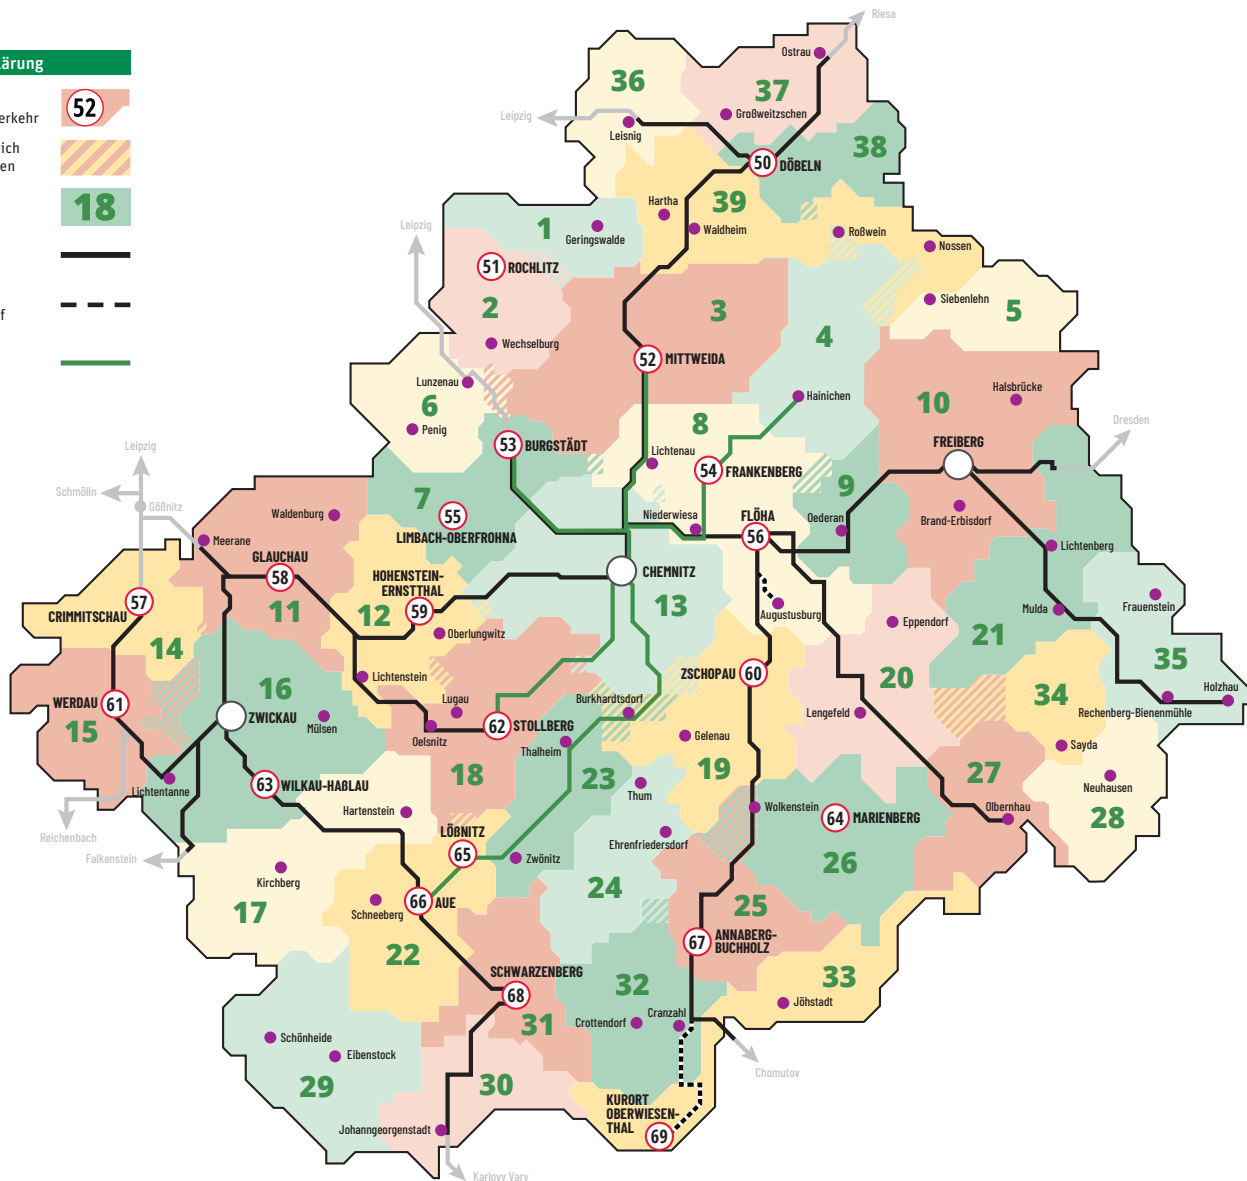 lärung
52
erkehr
ich
en
18
f
Riesa
Ostrau
36
37
Großweitzschen
Leipzig
Leisnig
38
50 DÖBELN
39
Hartha
Waldheim
Roßwein
Nossen
1
Geringswalde
Leipzig
51 ROCHLITZ
2
Siebenlehn
5
3
4
Wechselburg
52 MITTWEIDA
Lunzenau
6
Penig
Hainichen
Halsbrücke
10
8
Dresden
FREIBERG
53 BURGSTÄDT
Lichtenau
54 FRANKENBERG
Leipzig
Schmölln
Gößnitz
7
9
Waldenburg
55
LIMBACH-OBERFROHNA
Niederwiesa
FLÖHA
56
Oederan
Brand-Erbisdorf
Meerane
GLAUCHAU
58
Lichtenberg
HOHENSTEIN-
ERNSTTHAL
59
CHEMNITZ
57
CRIMMITSCHAU
11
12
13
Augustusburg
Mulda
Frauenstein
Eppendorf
Oberlungwitz
14
21
35
Lichtenstein
ZSCHOPAU 60
20
16
WERDAU 61
15
ZWICKAU
Mülsen
Lugau
Oelsnitz
62 STOLLBERG
Burkhardtsdorf
Lengefeld
34
Holzhau
Rechenberg-Bienenmühle
Gelenau
Thalheim
Sayda
18
23
19
27
63 WILKAU-HAßLAU
Lichtentanne
Thum
Neuhausen
Hartenstein
Wolkenstein
64 MARIENBERG
Olbernhau
28
Reichenbach
LÖßNITZ
65
Ehrenfriedersdorf
Falkenstein
Zwönitz
26
Kirchberg
24
17
Schneeberg
66 AUE
25
67 ANNABERG-
BUCHHOLZ
22
SCHWARZENBERG
68
32
33
Jöhstadt
31
Crottendorf
Cranzahl
Schönheide
Eibenstock
29
30
Chomutov
KURORT
OBERWIESEN-
THAL
69
Johanngeorgenstadt
Karlovy Vary